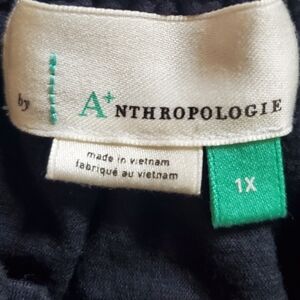 by A+NTHROPOLOGIE
made in vietnam
fabriqué au vietnam
1X